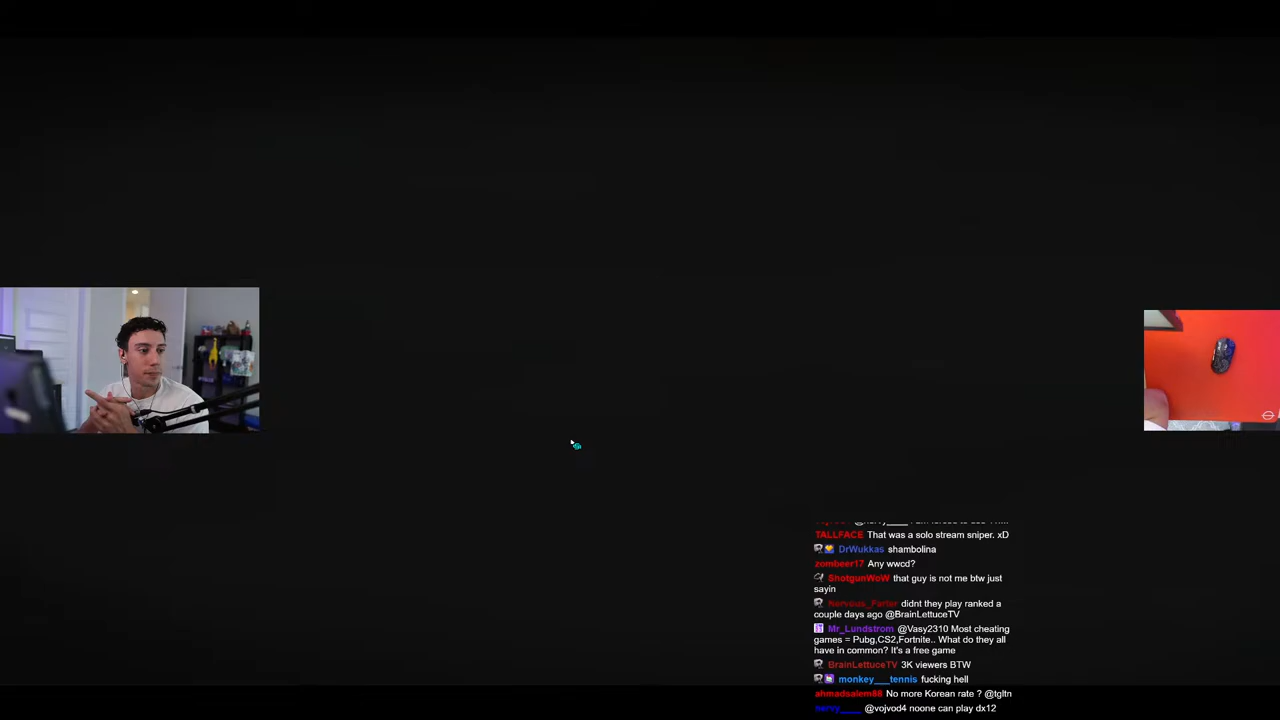 TALLFACE That was a solo stream sniper. xD
DrWukkas shambolina
zombeer17 Any wwcd?
ShotgunWoW that guy is not me btw just
sayin
Nervous_Farter didnt they play ranked a
couple days ago @BrainLettuceTV
Mr_Lundstrom @Vasy2310 Most cheating
games = Pubg,CS2,Fortnite.. What do they all
have in common? It's a free game
BrainLettuceTV 3K viewers BTW
monkey___tennis fucking hell
ahmadsalem88 No more Korean rate ? @tgltn
@vojvod4 noone can play dx12